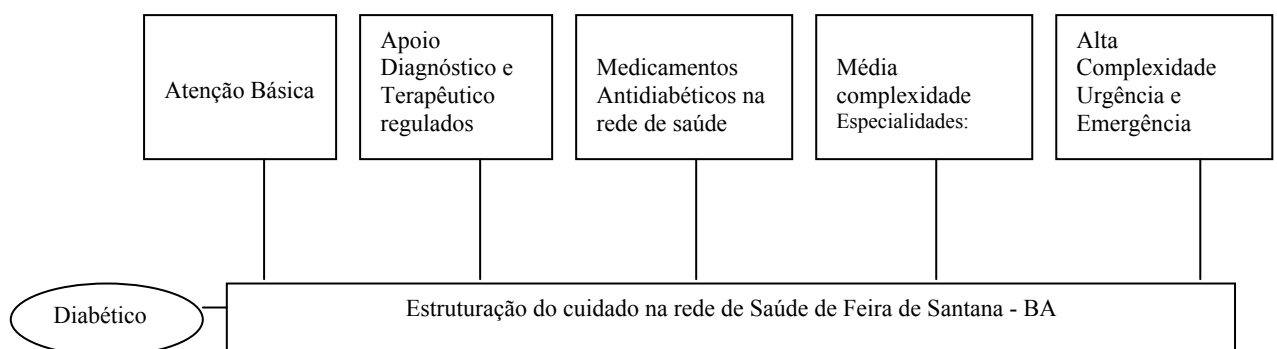 Atenção Básica
Apoio
Diagnóstico e
Terapêutico
regulados
Medicamentos
Antidiabéticos na
rede de saúde
Média
complexidade
Especialidades:
Alta
Complexidade
Urgência e
Emergência
Diabético
Estruturação do cuidado na rede de Saúde de Feira de Santana - BA